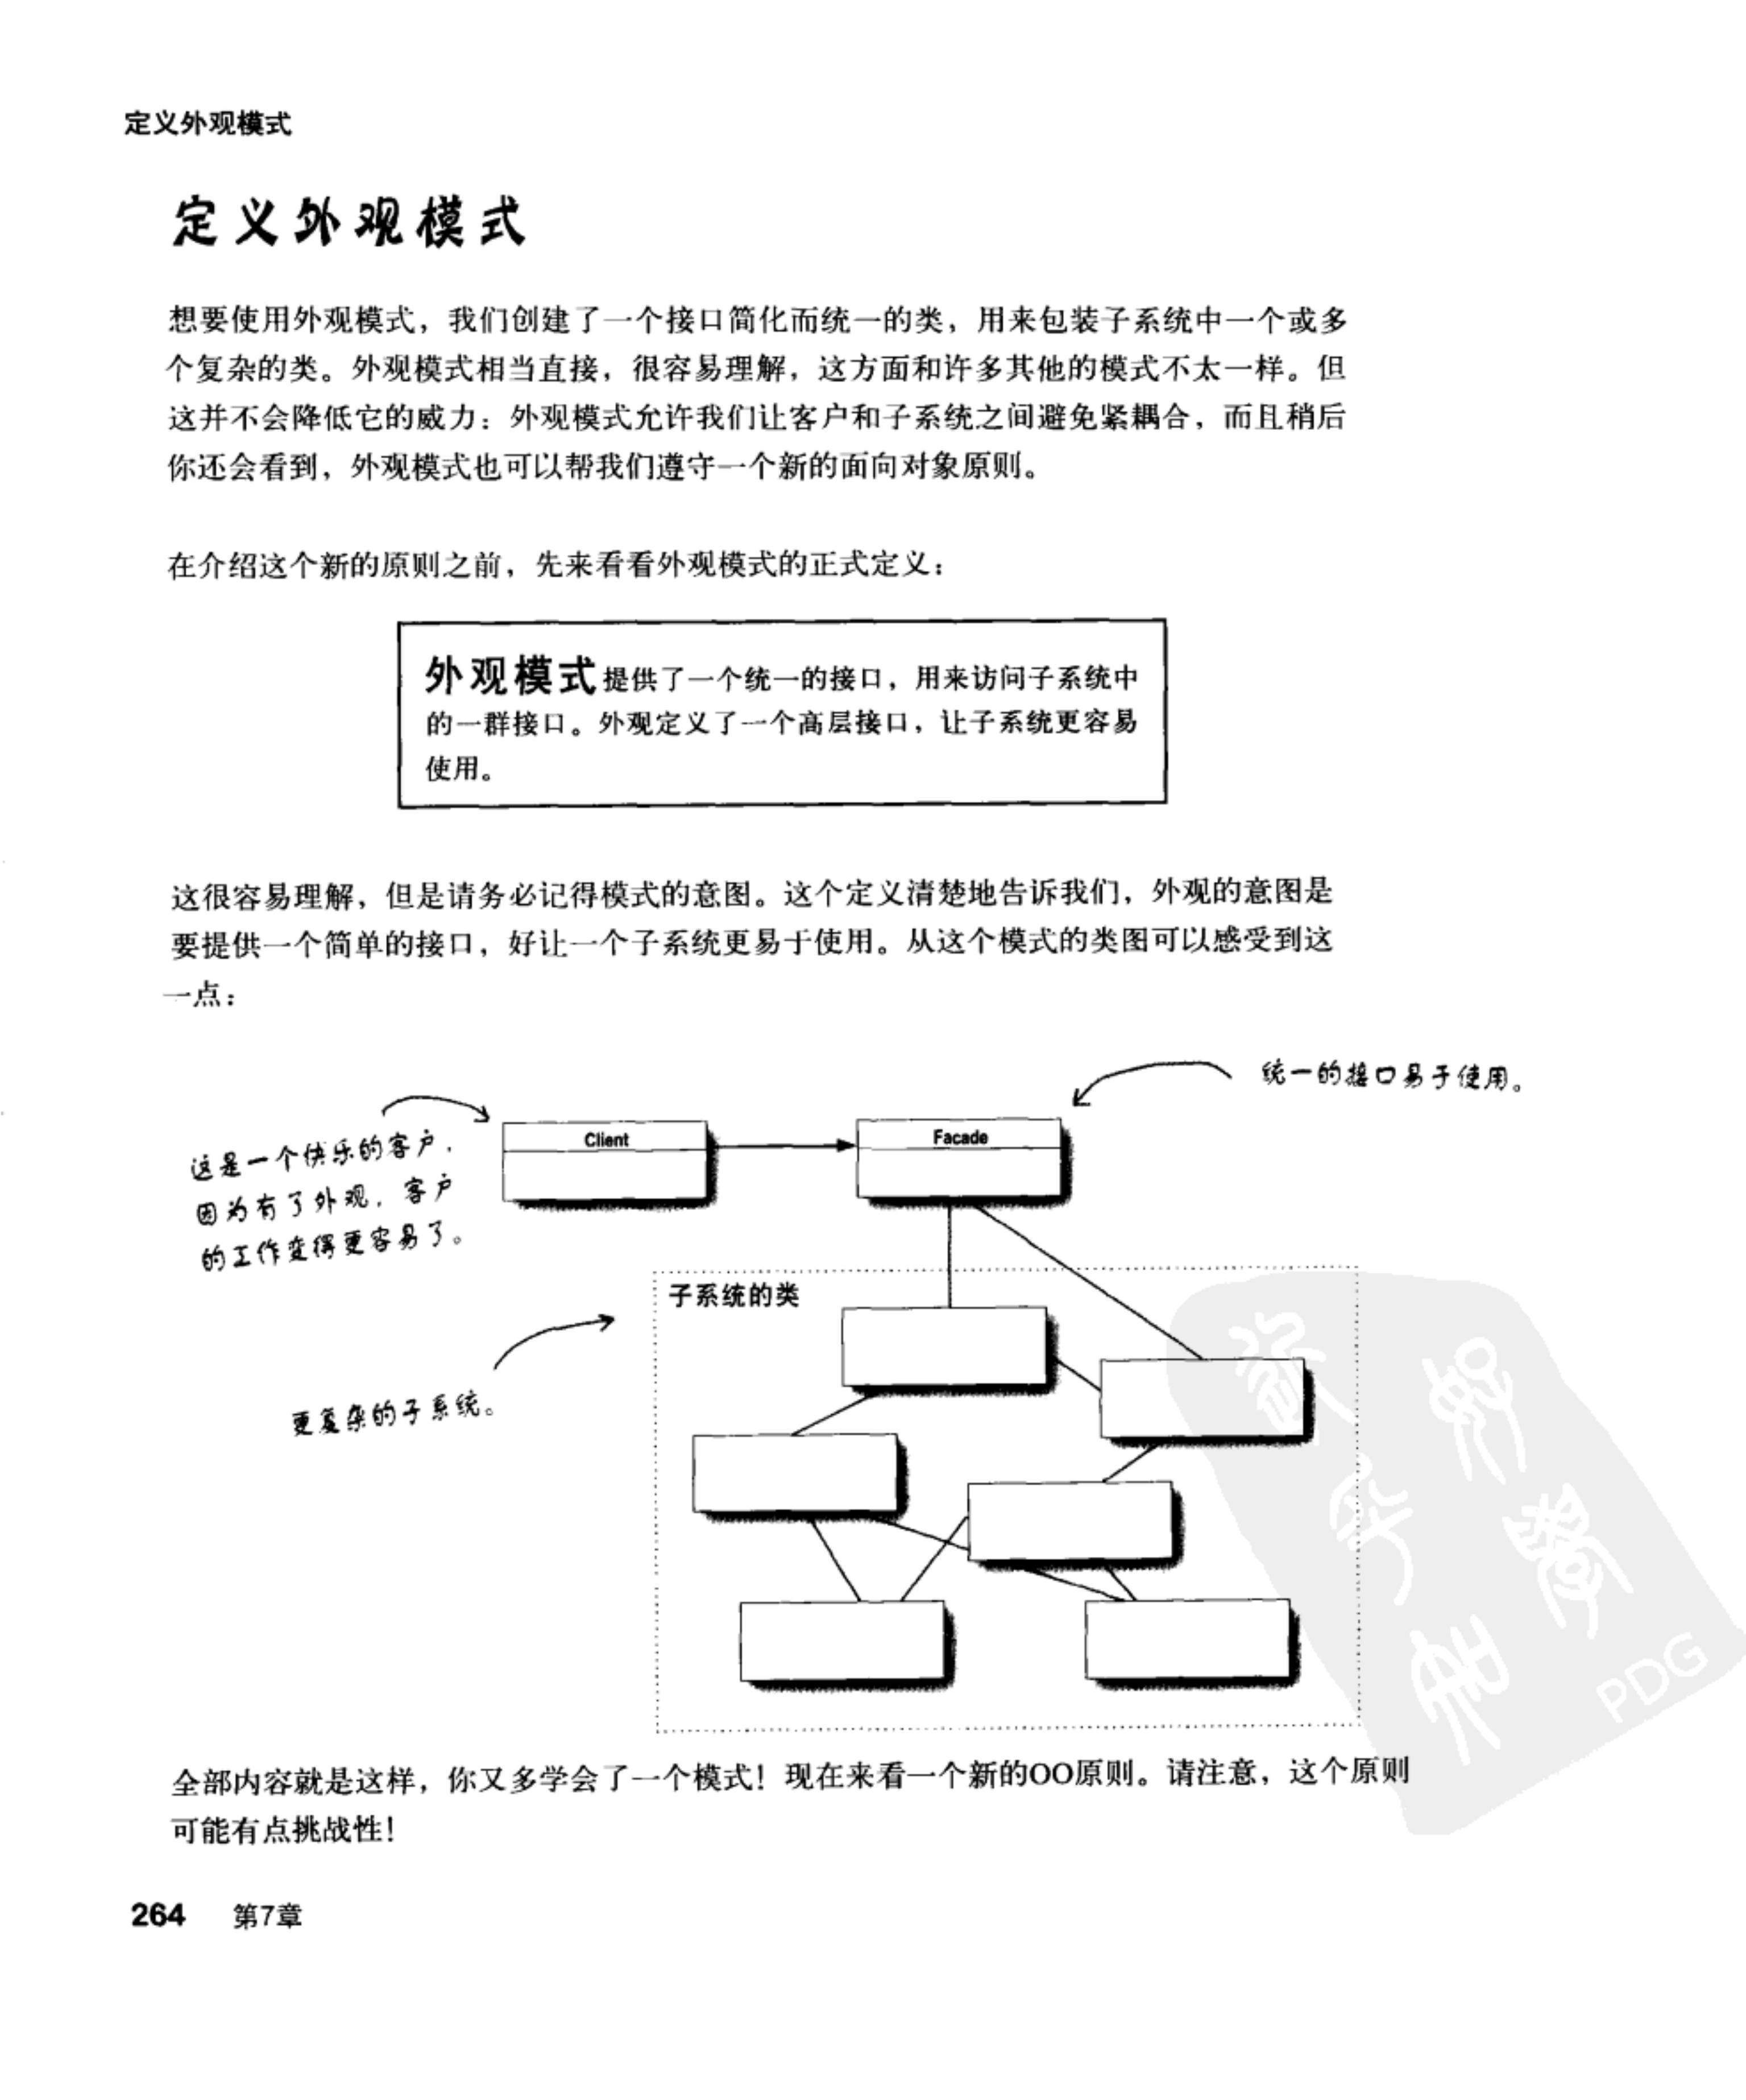 定义外观模式
定义外观模式
想要使用外观模式，我们创建了一个接口简化而统一的类，用来包装子系统中一个或多
个复杂的类。外观模式相当直接，很容易理解，这方面和许多其他的模式不太一样。但
这并不会降低它的威力：外观模式允许我们让客户和子系统之间避免紧耦合，而且稍后
你还会看到，外观模式也可以帮我们遵守一个新的面向对象原则。
在介绍这个新的原则之前，先来看看外观模式的正式定义：
外观模式提供了一个统一的接口，用来访问子系统中
的一群接口。外观定义了一个高层接口，让子系统更容易
使用。
这很容易理解，但是请务必记得模式的意图。这个定义清楚地告诉我们，外观的意图是
要提供一个简单的接口，好让一个子系统更易于使用。从这个模式的类图可以感受到这
一点：
统一的接口易于使用。
Client
Facade
这是一个快乐的客户，
因为有了外观，客户
的工作变得更容易了。
子系统的类
更复杂的子系统。
PDG
全部内容就是这样，你又多学会了一个模式！现在来看一个新的OO原则。请注意，这个原则
可能有点挑战性！
264 第7章